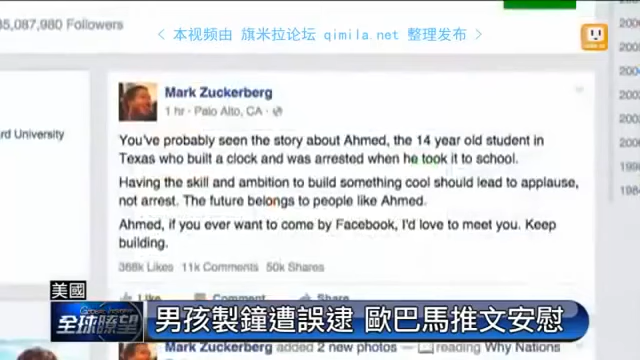 35,087,980 Followers
< 本视频由 旗米拉论坛 qimila.net 整理发布 >
Mark Zuckerberg
1 hr · Palo Alto, CA ·
rd University
You've probably seen the story about Ahmed, the 14 year old student in
Texas who built a clock and was arrested when he took it to school.
Having the skill and ambition to build something cool should lead to applause,
not arrest. The future belongs to people like Ahmed.
Ahmed, if you ever want to come by Facebook, I'd love to meet you. Keep
building.
368k Likes 11k Comments 50k Shares
Like Comment Share
美國
全球瞭望
男孩製鐘遭誤逮 歐巴馬推文安慰
Mark Zuckerberg added 2 new photos — reading Why Nations